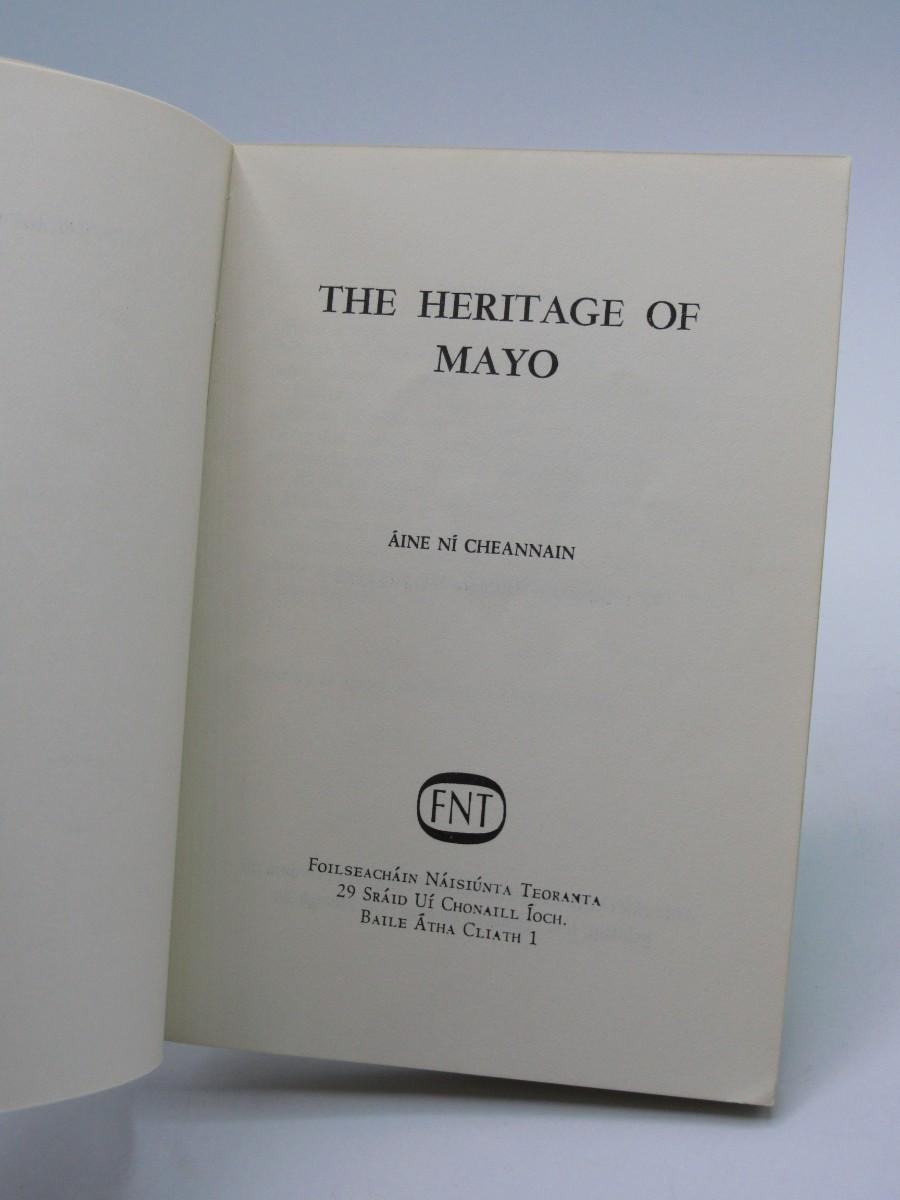 THE HERITAGE OF
MAYO
ÁINE NÍ CHEANNAIN
FNT
FOILSEACHÁIN NÁISIÚNTA TEORANTA
29 SRÁID UÍ CHONAILL ÍOCH.
BAILE ÁTHA CLIATH 1